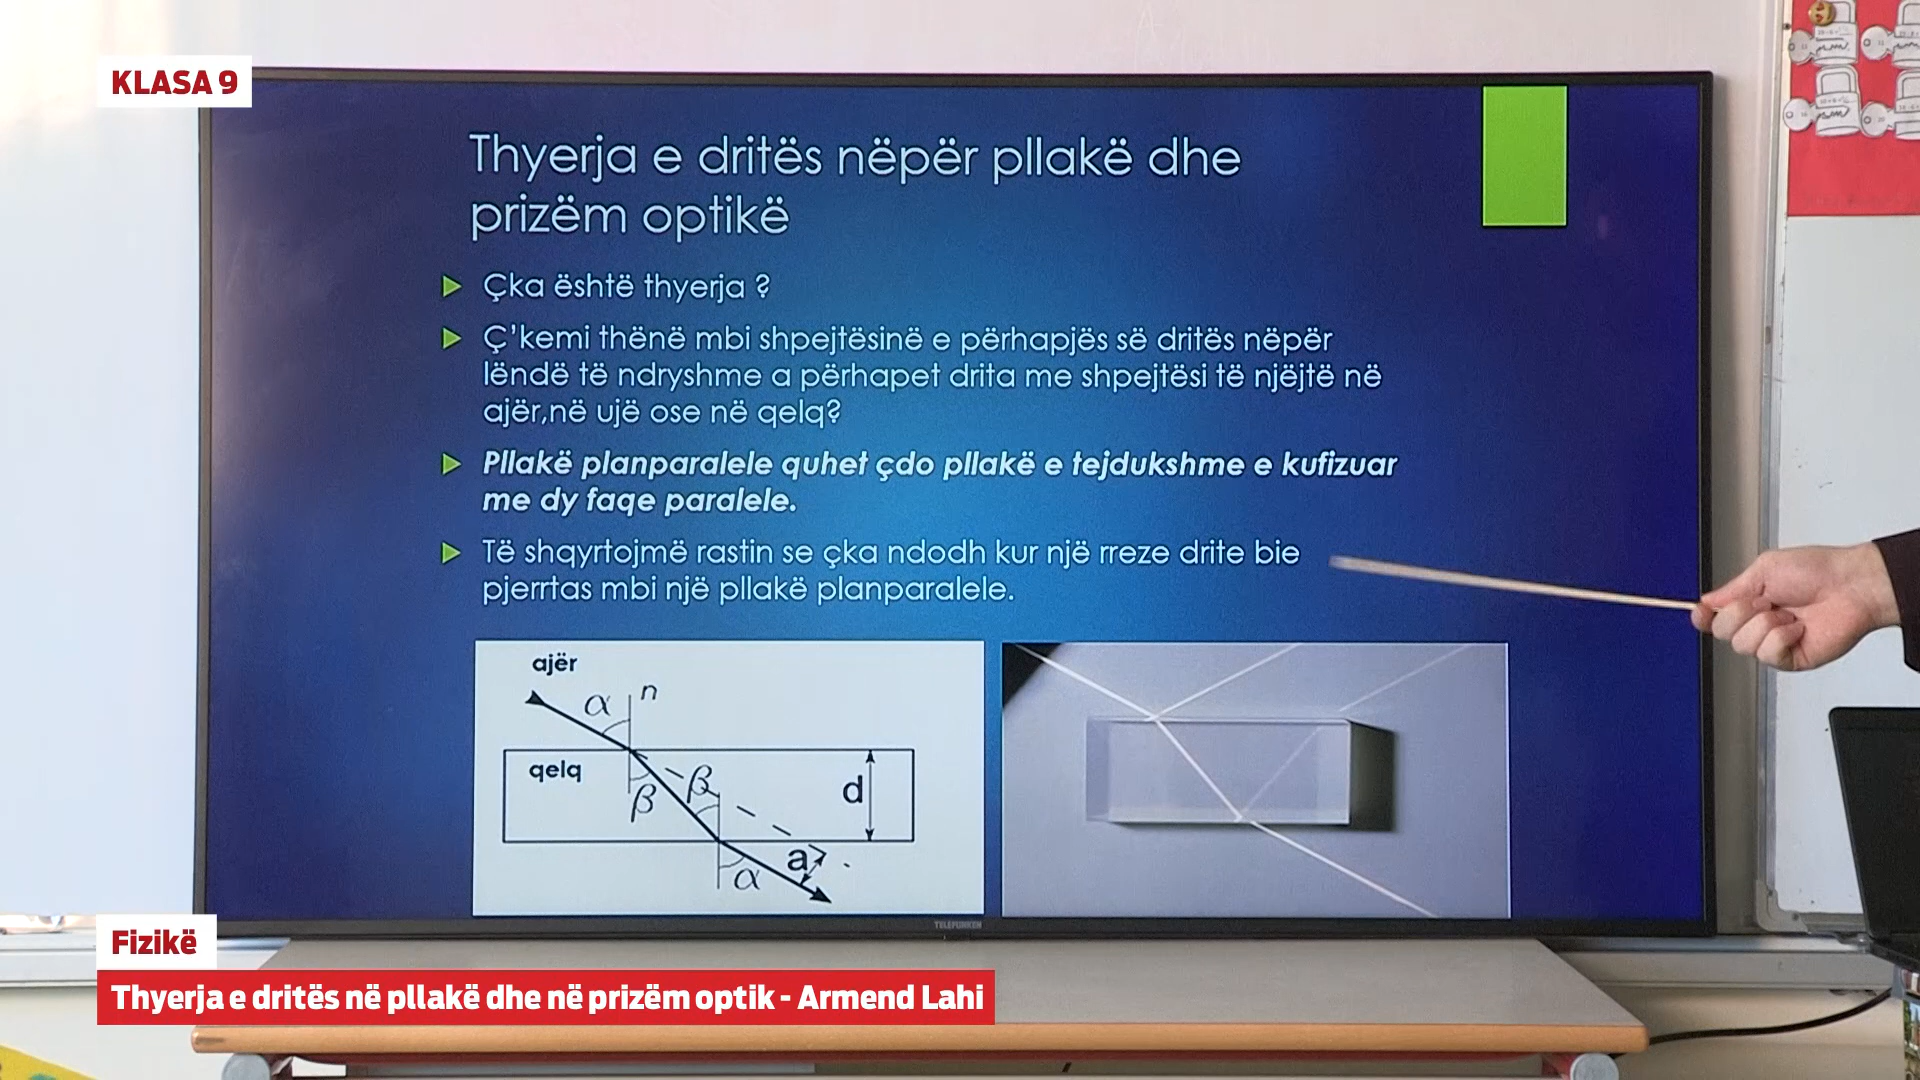 KLASA 9
Thyerja e dritës nëpër pllakë dhe
prizëm optikë
Çka është thyerja ?
Ç’kemi thënë mbi shpejtësinë e përhapjës së dritës nëpër
lëndë të ndryshme a përhapet drita me shpejtësi të njëjtë në
ajër,në ujë ose në qelq?
Pllakë planparalele quhet çdo pllakë e tejdukshme e kufizuar
me dy faqe paralele.
Të shqyrtojmë rastin se çka ndodh kur një rreze drite bie
pjerrtas mbi një pllakë planparalele.
ajër
α
n
qelq
β
β
d
a
α
TELEFUNKEN
Fizikë
Thyerja e dritës në pllakë dhe në prizëm optik - Armend Lahi